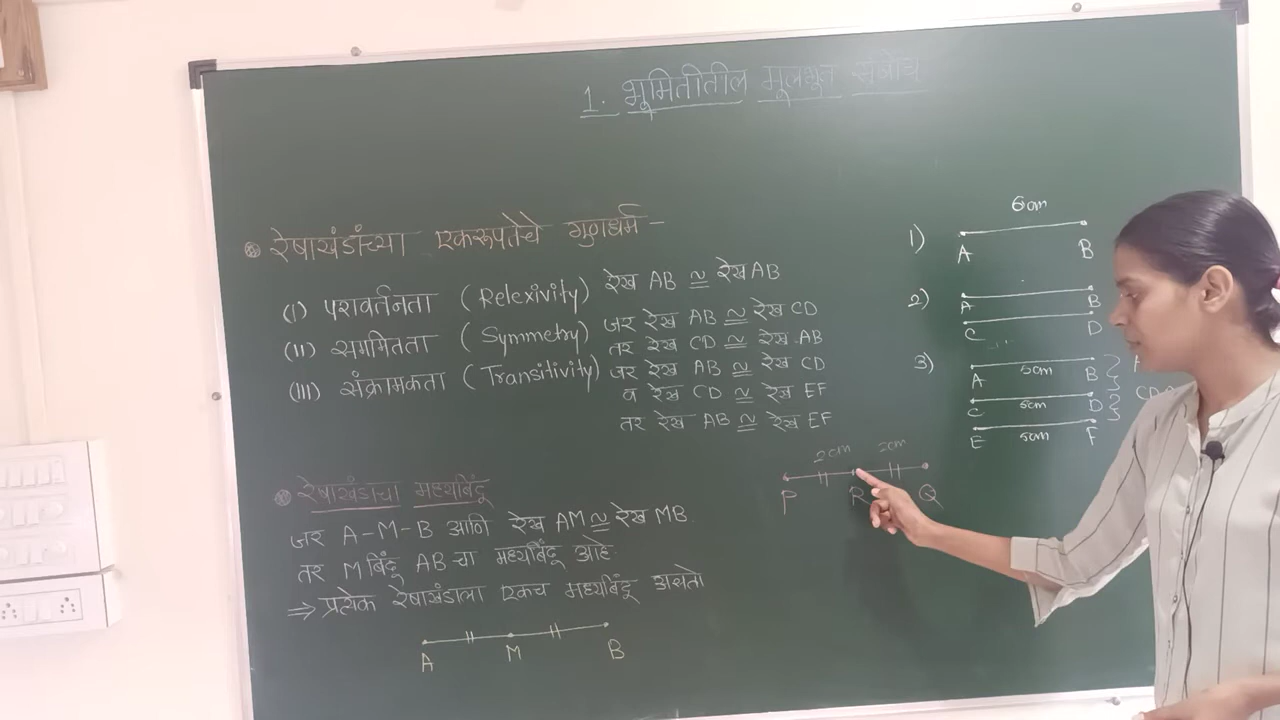 1. भूमितीतील मूलभूत संबोध
रेषाखंडांच्या एकरूपतेचे गुणधर्म -
(I) परावर्तनता (Relexivity) रेख AB ≅ रेख AB
(II) सममितता (Symmetry) जर रेख AB ≅ रेख CD
तर रेख CD ≅ रेख AB
(III) संक्रामकता (Transitivity) जर रेख AB ≅ रेख CD
व रेख CD ≅ रेख EF
तर रेख AB ≅ रेख EF
रेषाखंडाचा मध्यबिंदू
जर A-M-B आणि रेख AM ≅ रेख MB.
तर M बिंदू AB चा मध्यबिंदू आहे.
⇒ प्रत्येक रेषाखंडाला एकच मध्यबिंदू असतो
A M B
2cm 2cm
P R Q
6cm
1) A B
2) A B
C D
3) A 5cm B
C 5cm D
E 5cm F